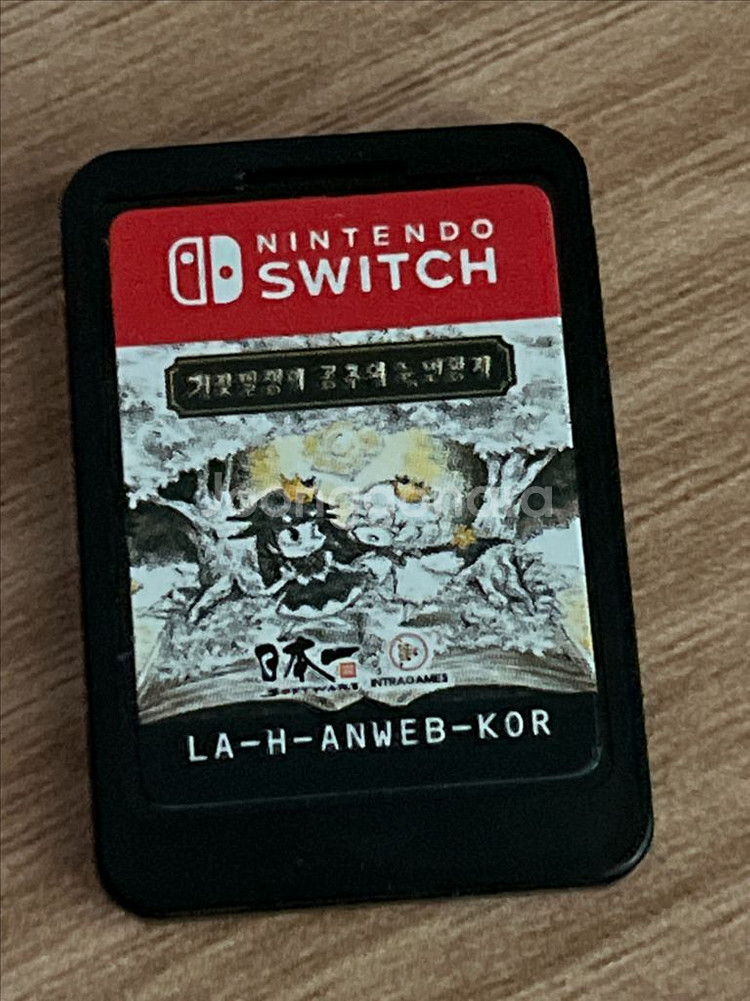 NINTENDO
SWITCH
거짓말쟁이 공주와 눈먼왕자
Joonggonara
日本一
SOFTWARE
INTRAGAMES
LA-H-ANWEB-KOR